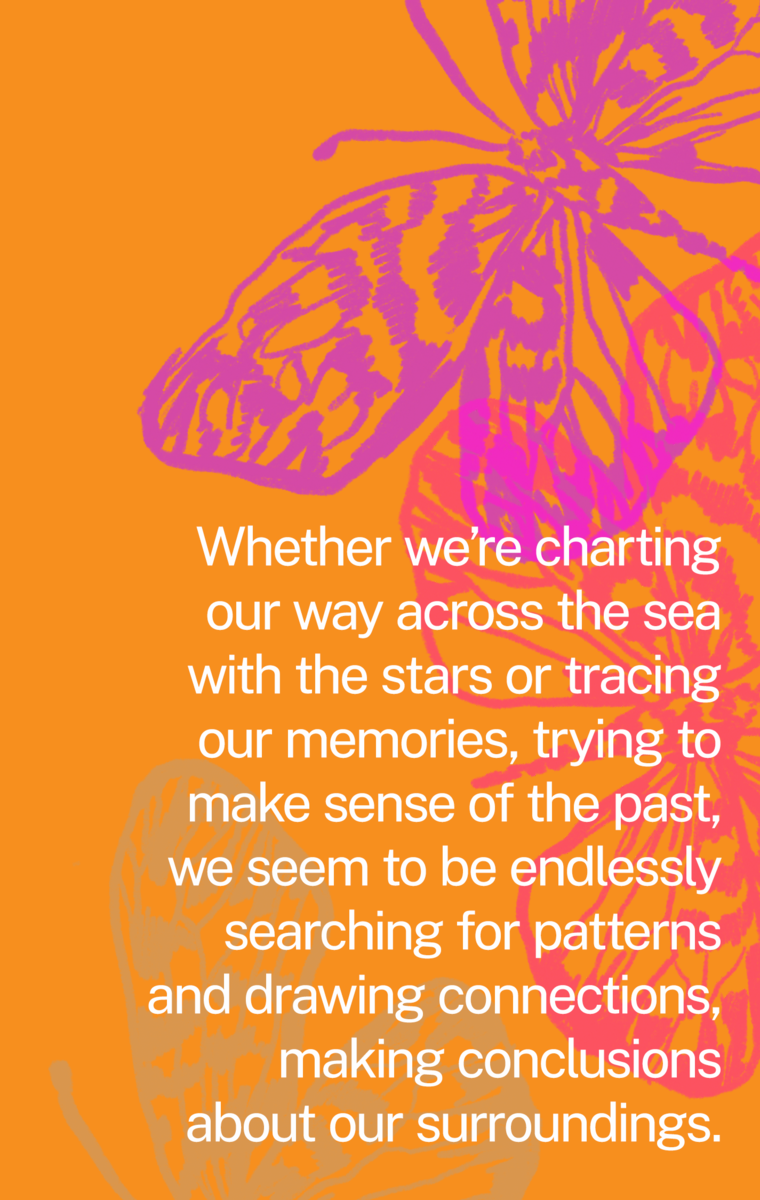 Whether we’re charting
our way across the sea
with the stars or tracing
our memories, trying to
make sense of the past,
we seem to be endlessly
searching for patterns
and drawing connections,
making conclusions
about our surroundings.